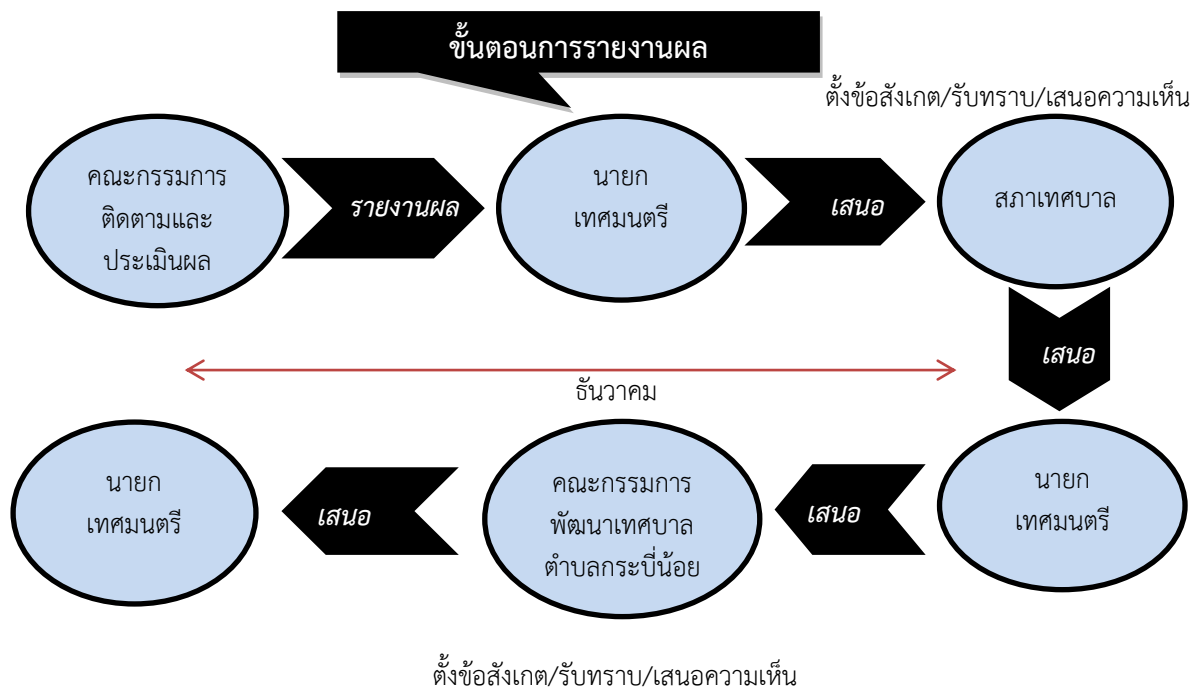 ขั้นตอนการรายงานผล
ตั้งข้อสังเกต/รับทราบ/เสนอความเห็น
คณะกรรมการ
ติดตามและ
ประเมินผล
รายงานผล
นายก
เทศมนตรี
เสนอ
สภาเทศบาล
เสนอ
ธันวาคม
นายก
เทศมนตรี
เสนอ
คณะกรรมการ
พัฒนาเทศบาล
ตำบลกระบี่น้อย
เสนอ
นายก
เทศมนตรี
ตั้งข้อสังเกต/รับทราบ/เสนอความเห็น